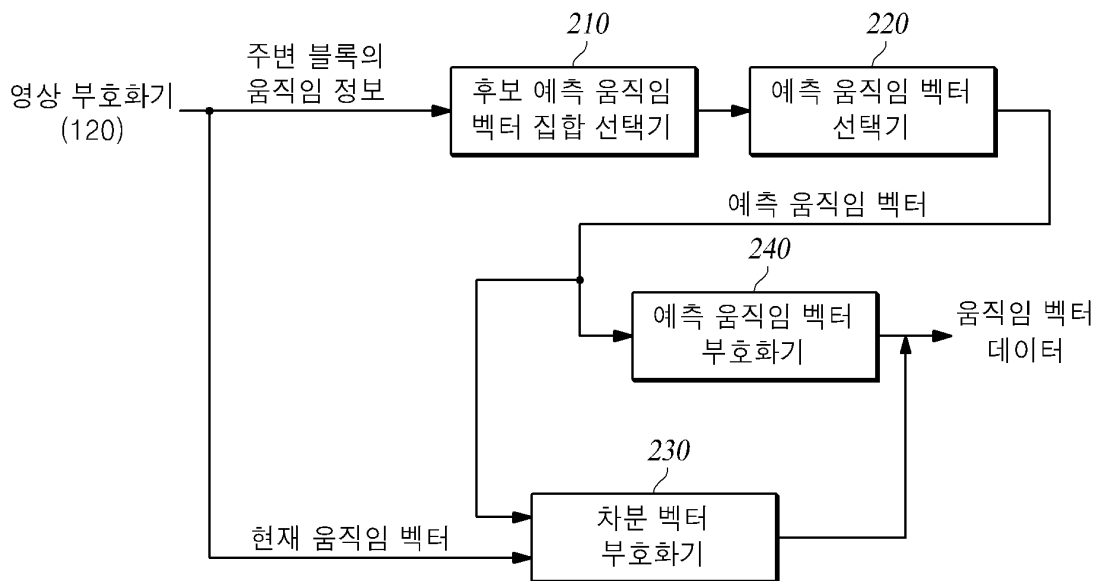 210
220
주변 블록의
움직임 정보
영상 부호화기
(120)
후보 예측 움직임
벡터 집합 선택기
예측 움직임 벡터
선택기
예측 움직임 벡터
240
예측 움직임 벡터
부호화기
움직임 벡터
데이터
230
차분 벡터
부호화기
현재 움직임 벡터